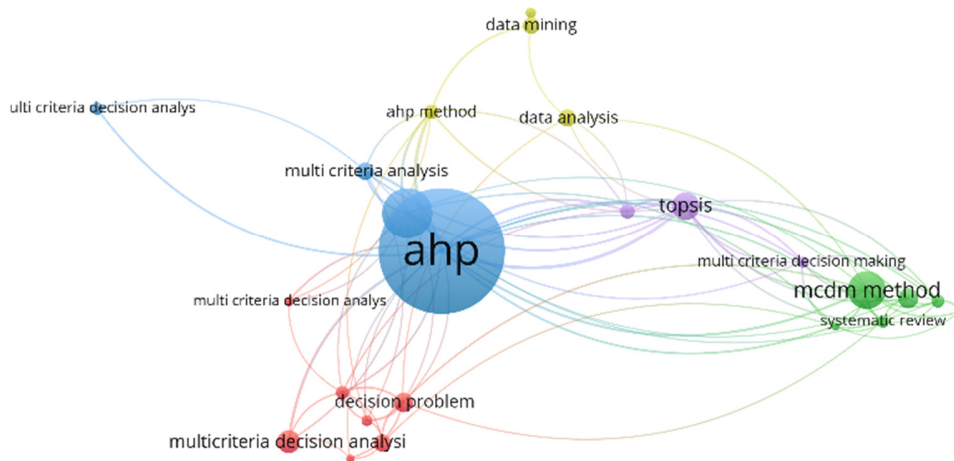 data mining
ulti criteria decision analys
ahp method
data analysis
multi criteria analysis
topsis
ahp
multi criteria decision making
mcdm method
multi criteria decision analys
systematic review
decision problem
multicriteria decision analysi